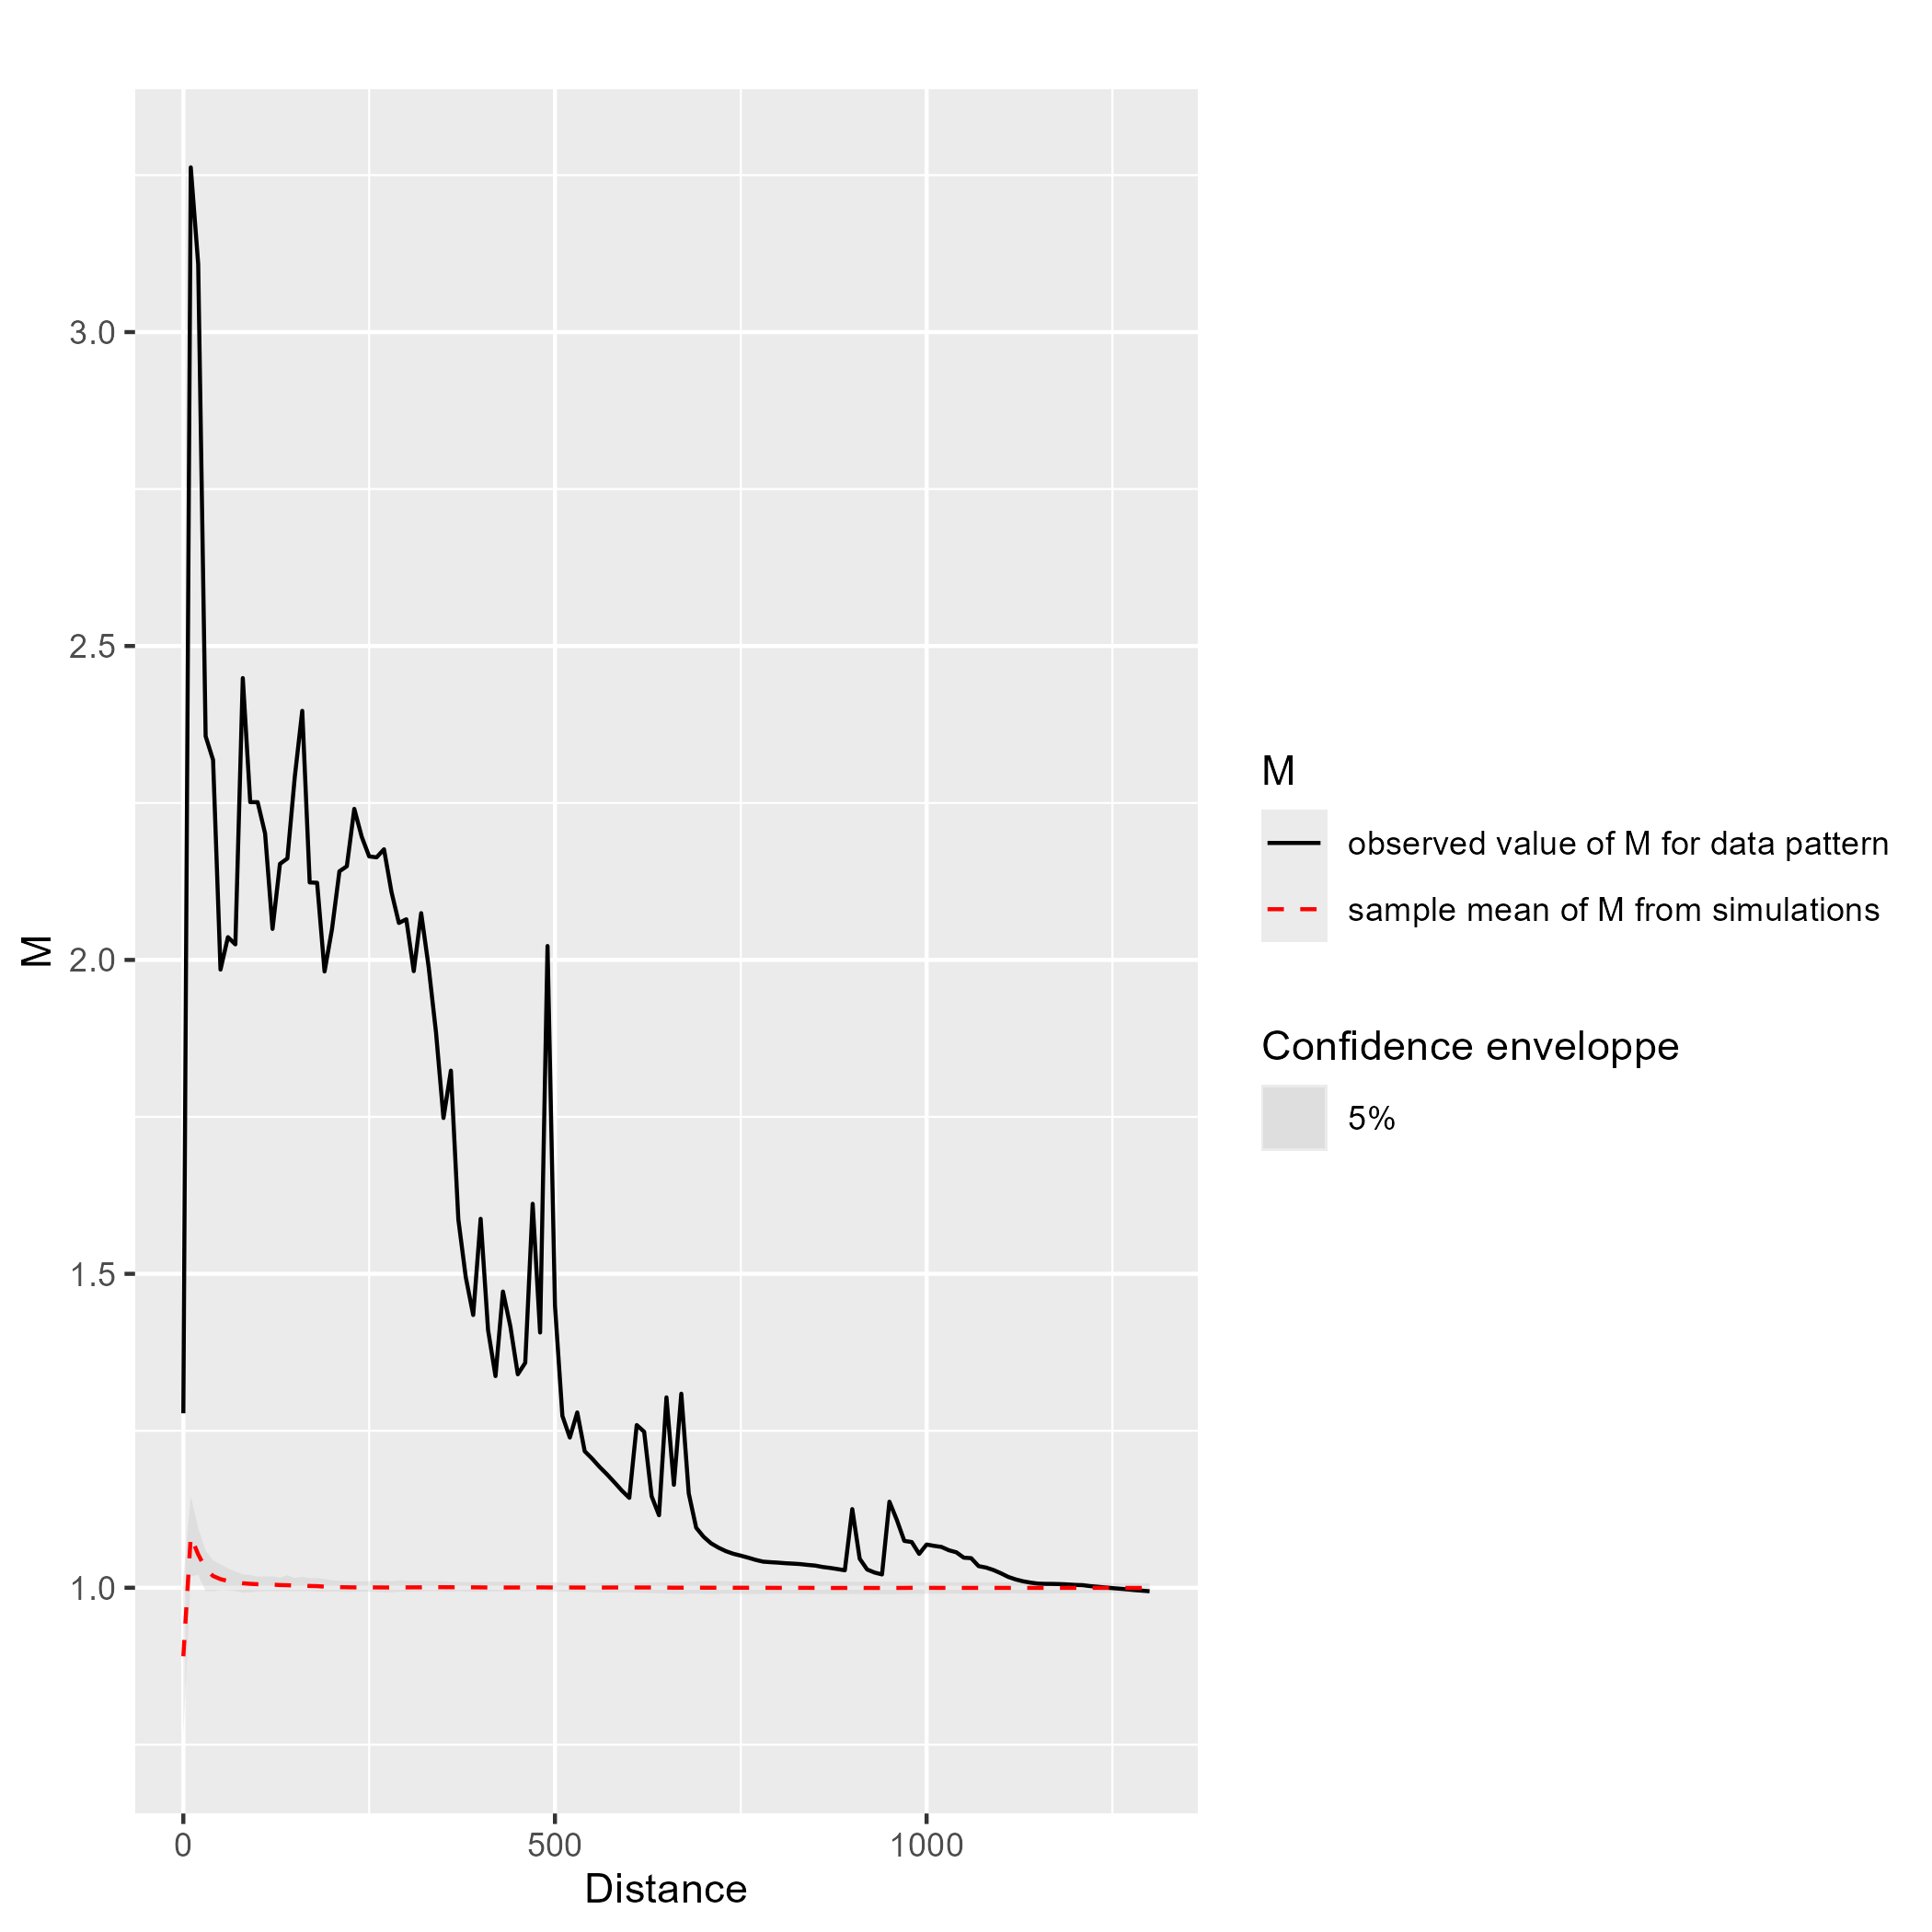 3.0
2.5
2.0
1.5
1.0
M
0
500
1000
Distance
M
observed value of M for data pattern
sample mean of M from simulations
Confidence enveloppe
5%